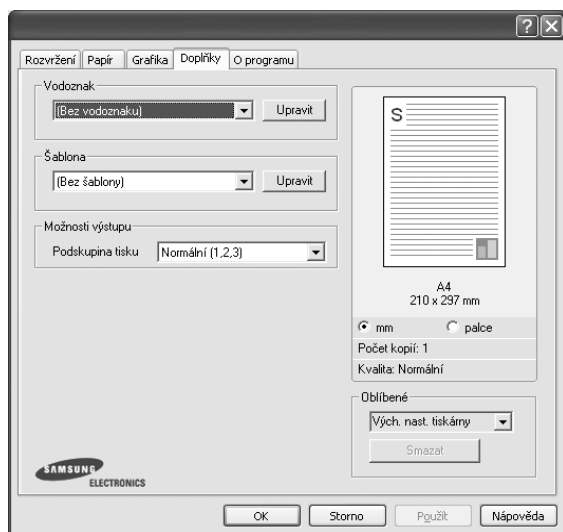 Rozvržení Papír Grafika Doplňky O programu
Vodoznak
(Bez vodoznaku) Upravit
Šablona
(Bez šablony) Upravit
Možnosti výstupu
Podskupina tisku Normální (1,2,3)
S
A4
210 x 297 mm
mm palce
Počet kopií: 1
Kvalita: Normální
Oblíbené
Vých. nast. tiskárny
Smazat
SAMSUNG
ELECTRONICS
OK Storno Použít Nápověda